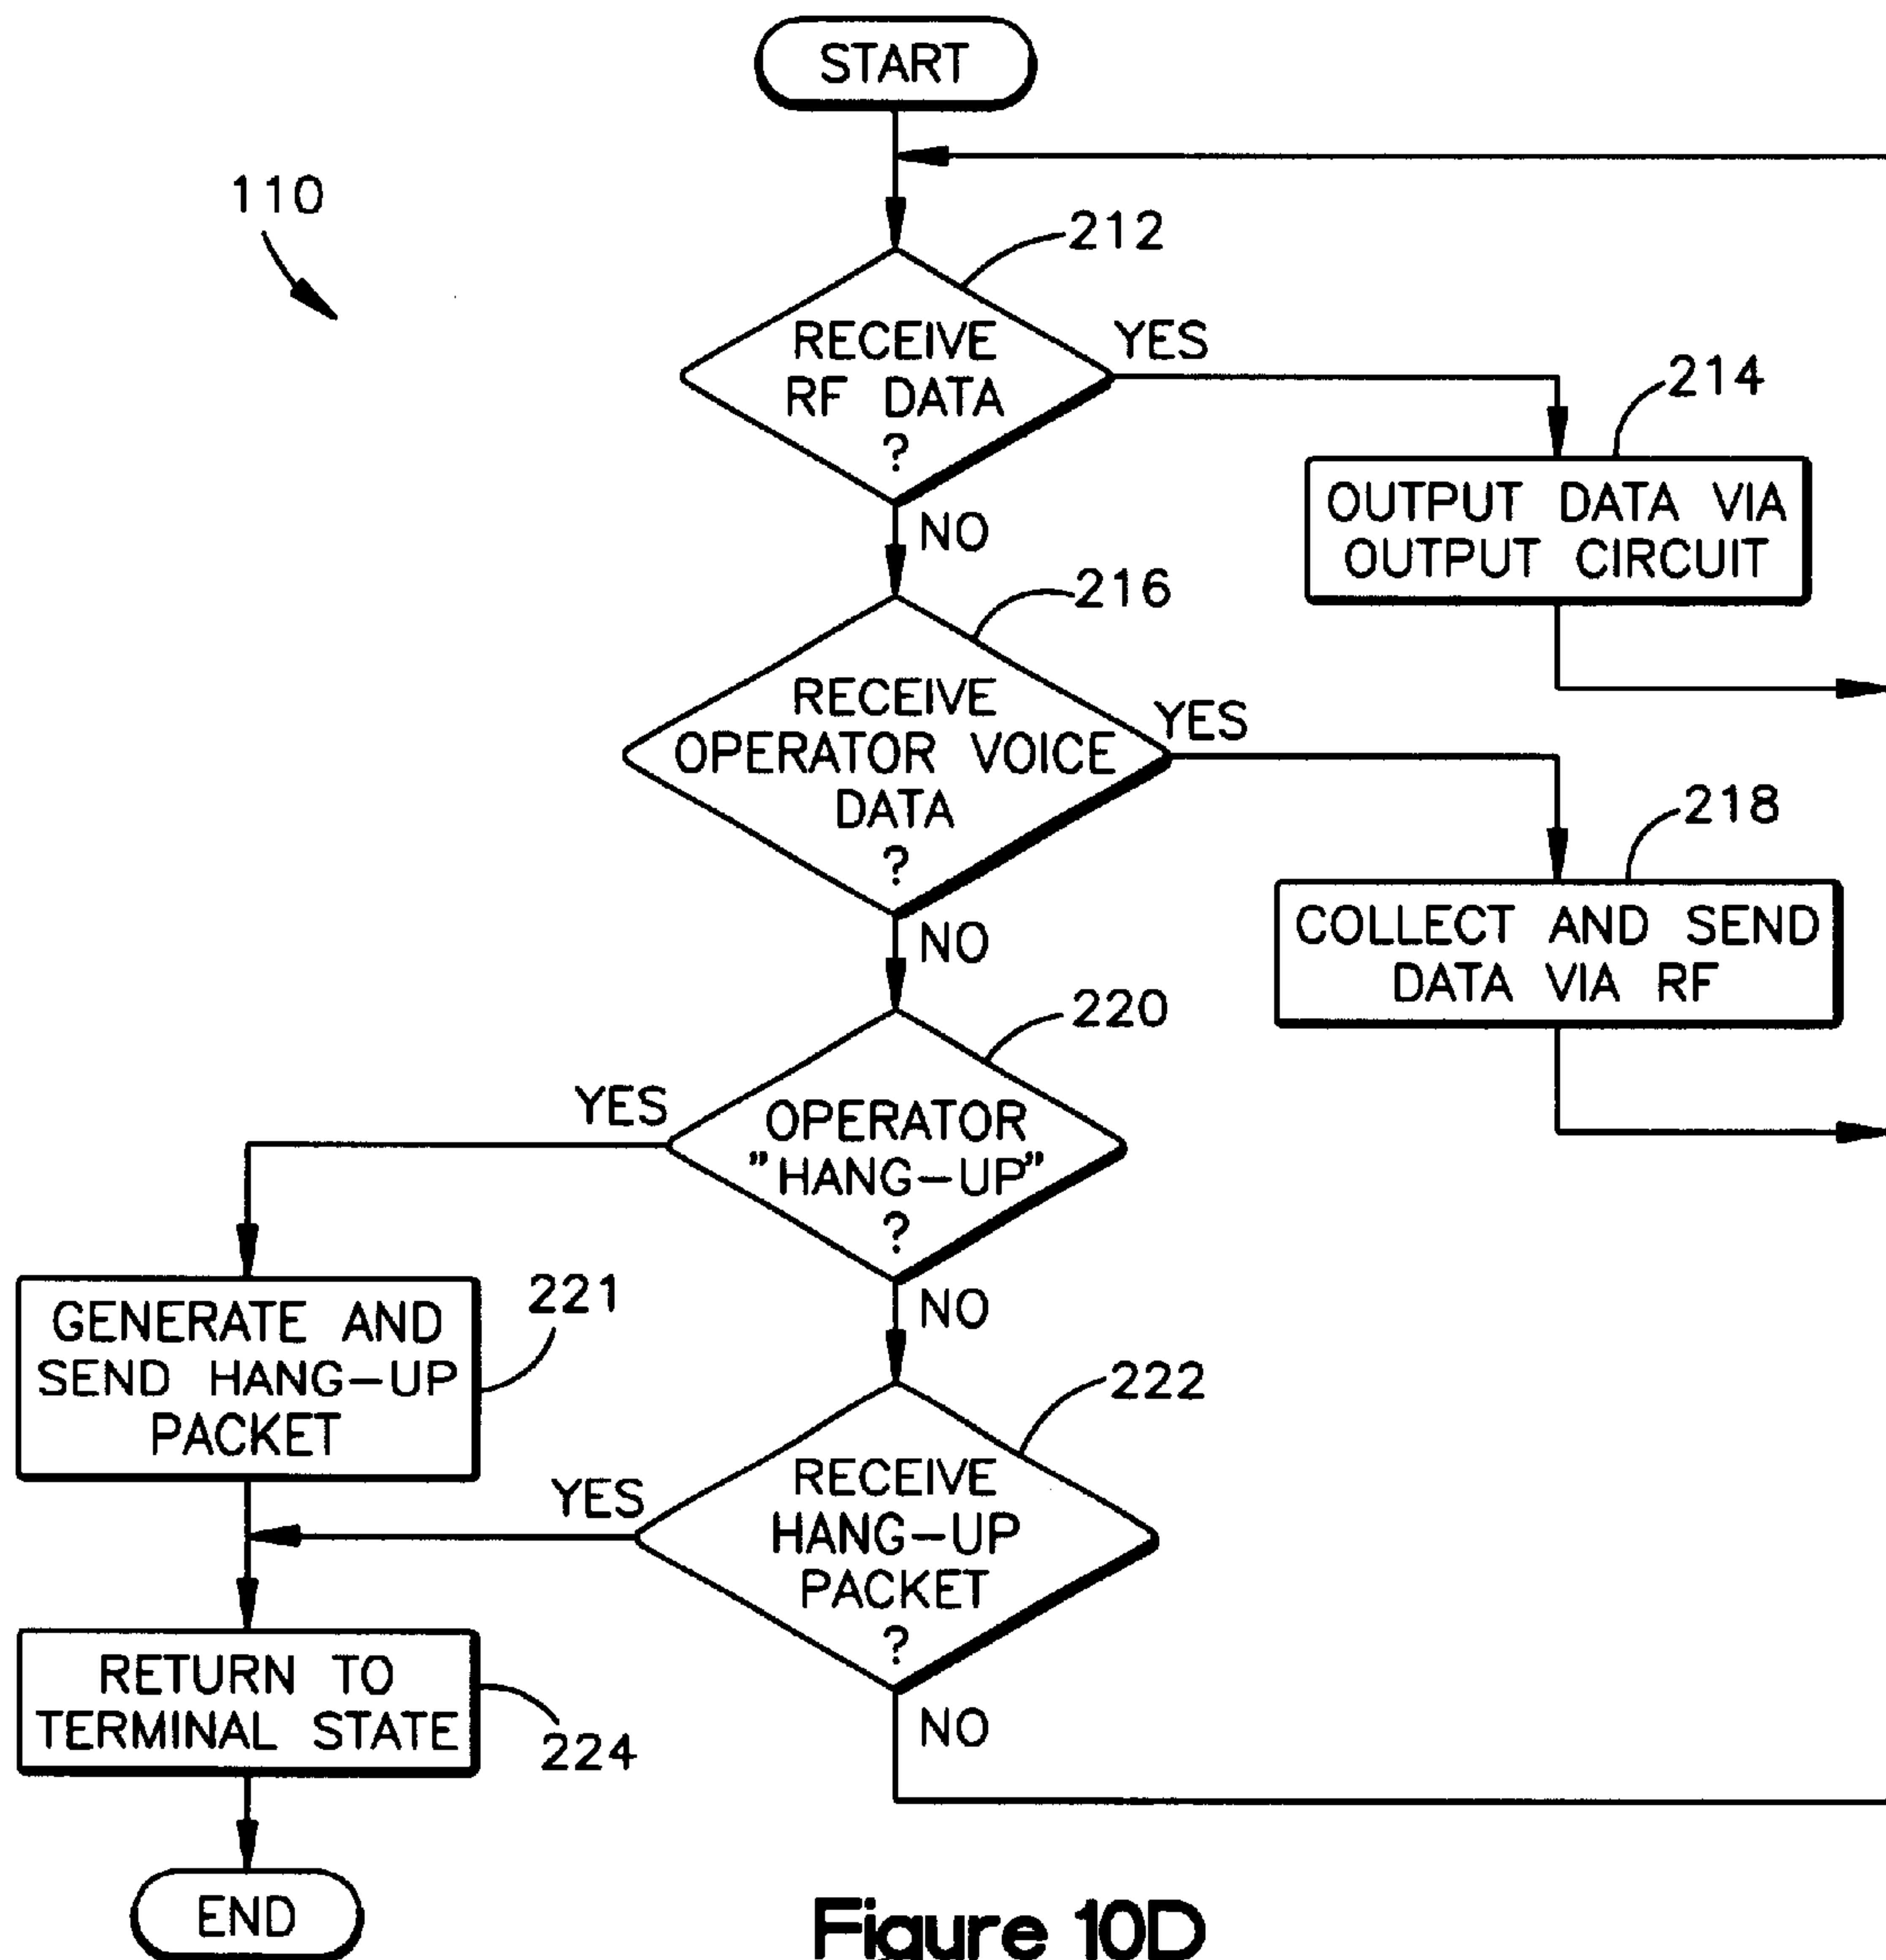 START
110
212
RECEIVE
RF DATA
?
YES
214
OUTPUT DATA VIA
OUTPUT CIRCUIT
NO
216
RECEIVE
OPERATOR VOICE
DATA
?
YES
218
COLLECT AND SEND
DATA VIA RF
NO
220
OPERATOR
"HANG-UP"
?
YES
221
GENERATE AND
SEND HANG-UP
PACKET
NO
222
RECEIVE
HANG-UP
PACKET
?
YES
RETURN TO
TERMINAL STATE
224
NO
END
Figure 10D